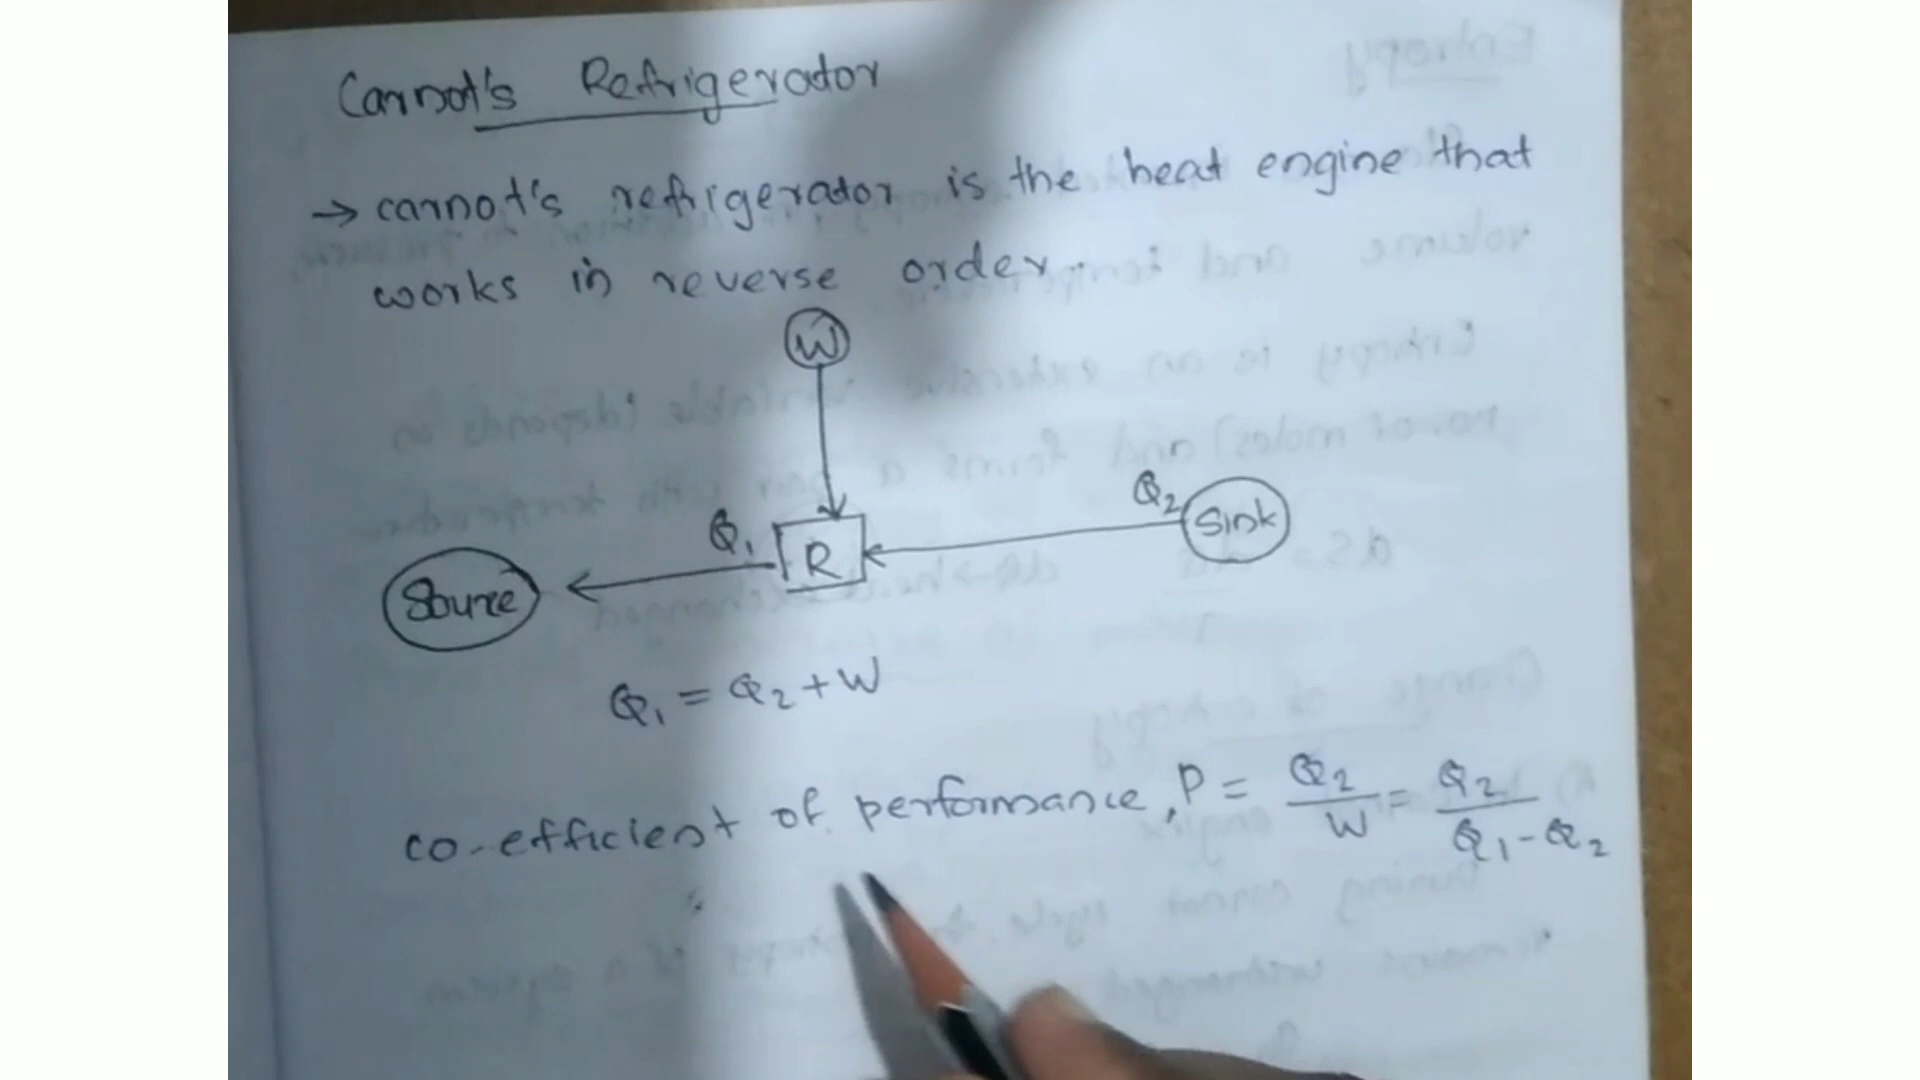 Carnot's Refrigerator
→ carnot's refrigerator is the heat engine that
works in reverse order.
W
Q₁ R Q₂ Sink
Source
Q₁ = Q₂ + W
co-efficient of performance, P = Q₂/W = Q₂/(Q₁-Q₂)